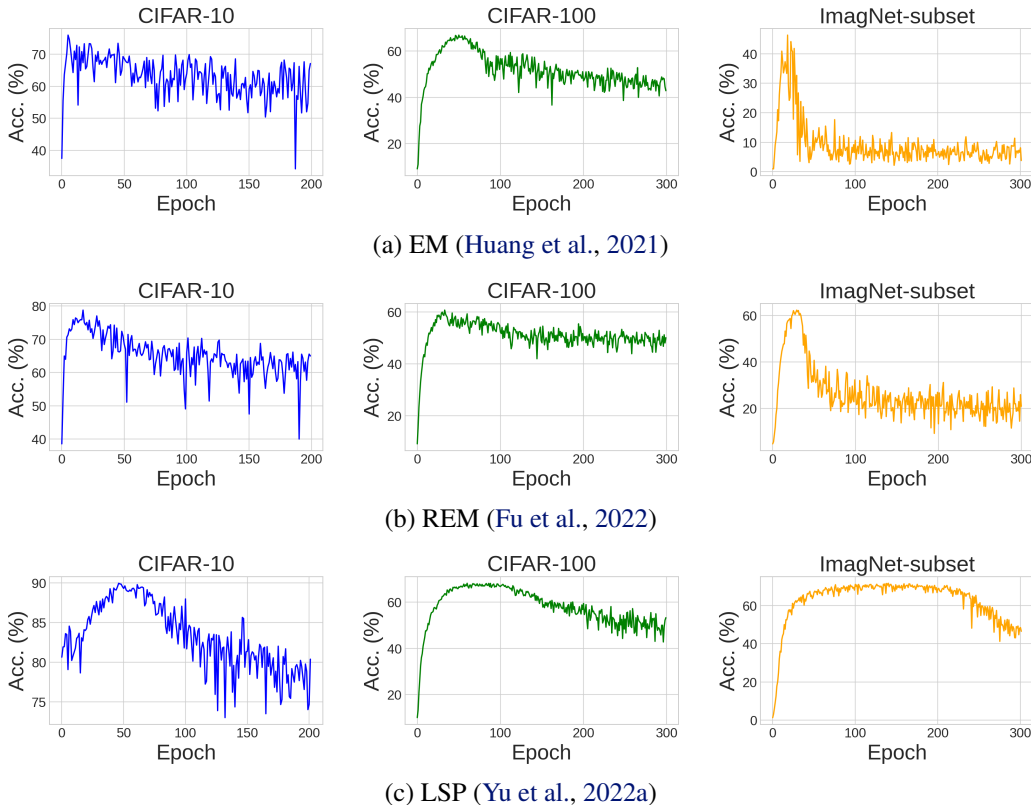 CIFAR-10 CIFAR-100 ImagNet-subset
Acc. (%) Acc. (%) Acc. (%)
70 60 50 40
60 40 20
40 30 20 10 0
0 50 100 150 200 0 100 200 300 0 100 200 300
Epoch Epoch Epoch
(a) EM (Huang et al., 2021)
CIFAR-10 CIFAR-100 ImagNet-subset
Acc. (%) Acc. (%) Acc. (%)
80 70 60 50 40
60 40 20
60 40 20 0
0 50 100 150 200 0 100 200 300 0 100 200 300
Epoch Epoch Epoch
(b) REM (Fu et al., 2022)
CIFAR-10 CIFAR-100 ImagNet-subset
Acc. (%) Acc. (%) Acc. (%)
90 85 80 75
60 40 20
60 40 20 0
0 50 100 150 200 0 100 200 300 0 100 200 300
Epoch Epoch Epoch
(c) LSP (Yu et al., 2022a)